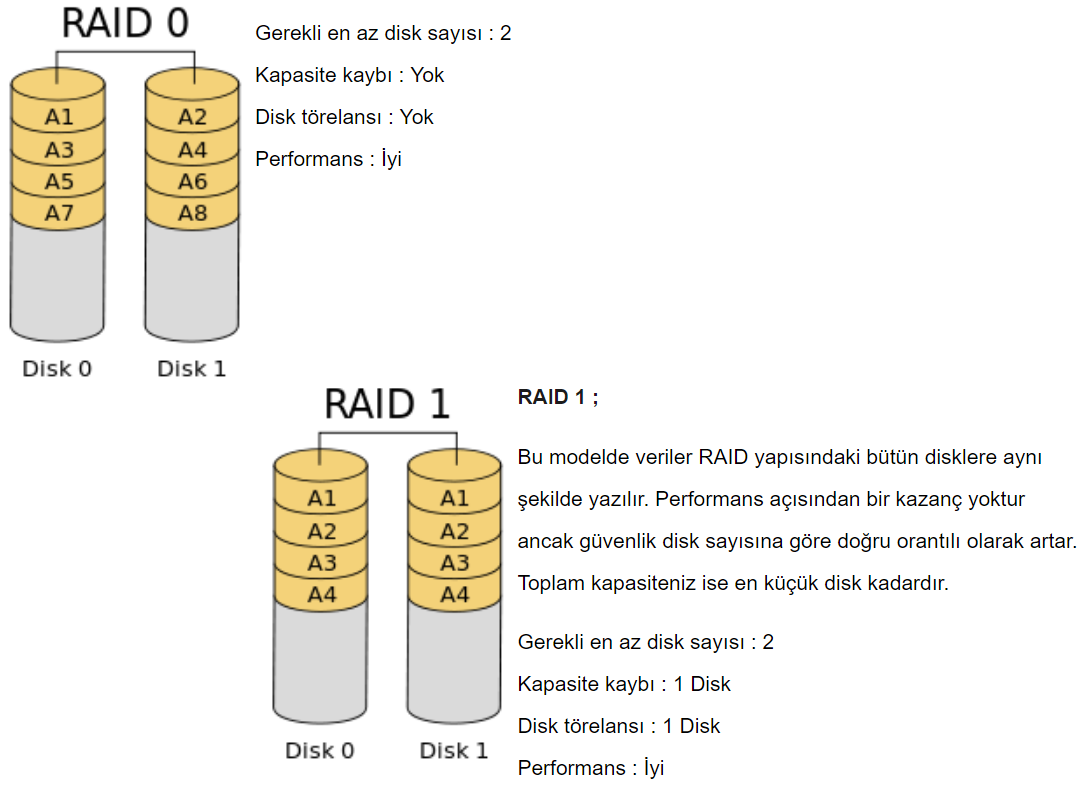 RAID 0
A1
A3
A5
A7
A2
A4
A6
A8
Disk 0
Disk 1
Gerekli en az disk sayısı : 2
Kapasite kaybı : Yok
Disk törelansı : Yok
Performans : İyi
RAID 1
A1
A2
A3
A4
A1
A2
A3
A4
Disk 0
Disk 1
RAID 1 ;
Bu modelde veriler RAID yapısındaki bütün disklere aynı
şekilde yazılır. Performans açısından bir kazanç yoktur
ancak güvenlik disk sayısına göre doğru orantılı olarak artar.
Toplam kapasiteniz ise en küçük disk kadardır.
Gerekli en az disk sayısı : 2
Kapasite kaybı : 1 Disk
Disk törelansı : 1 Disk
Performans : İyi